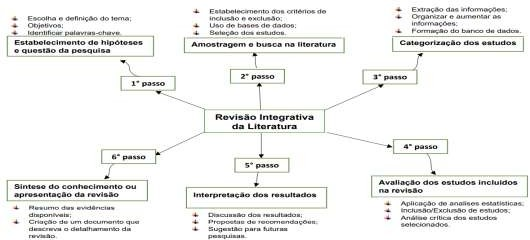 Escolha e definição do tema;
Objetivos;
Identificar palavras-chave.
Estabelecimento de hipóteses
e questão da pesquisa
1° passo
Estabelecimento dos critérios de
inclusão e exclusão;
Uso de bases de dados;
Seleção dos estudos.
Amostragem e busca na literatura
2° passo
Extração das informações;
Organizar e aumentar as
informações;
Formação do banco de dados.
Categorização dos estudos
3° passo
Revisão Integrativa
da Literatura
4° passo
Avaliação dos estudos incluídos
na revisão
Aplicação de analises estatísticas;
Inclusão/Exclusão de estudos;
Análise crítica dos estudos
selecionados.
5° passo
Interpretação dos resultados
Discussão dos resultados;
Propostas de recomendações;
Sugestão para futuras
pesquisas.
6° passo
Síntese do conhecimento ou
apresentação da revisão
Resumo das evidências
disponíveis;
Criação de um documento que
descreva o detalhamento da
revisão.